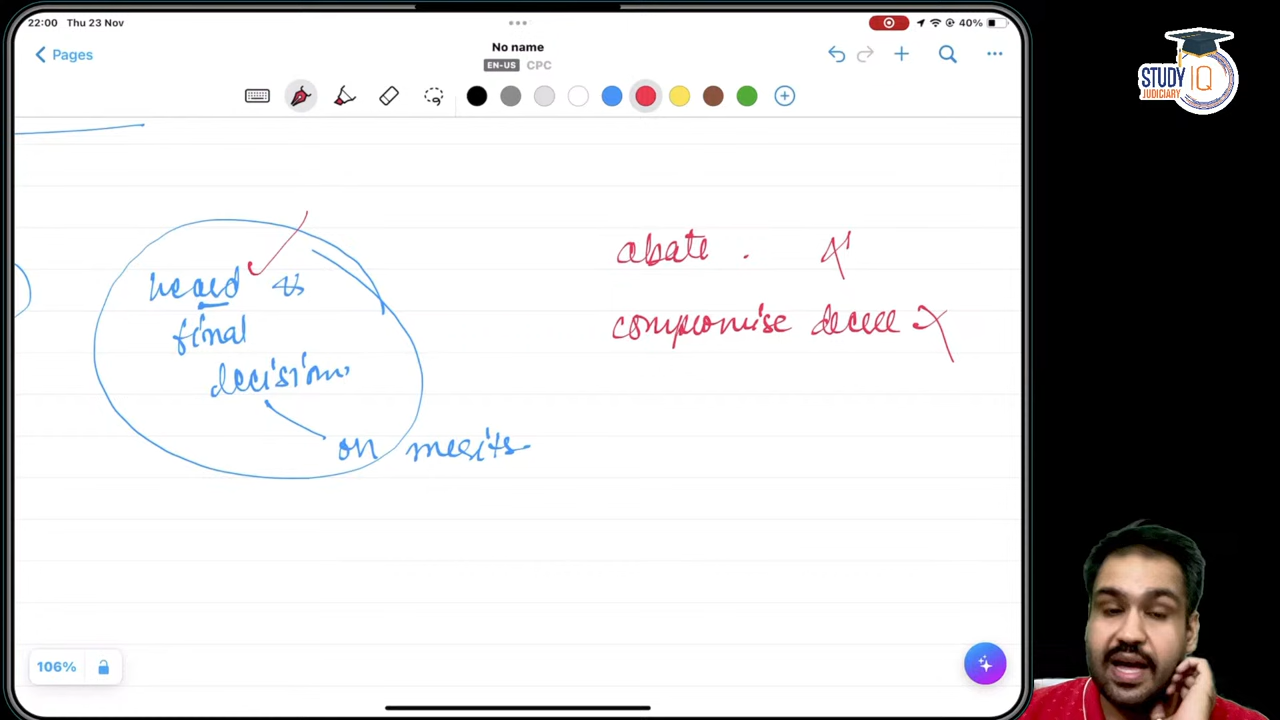 22:00 Thu 23 Nov
40%
Pages
No name
EN-US CPC
STUDY IQ
JUDICIARY
heard &
final
decision
on merits
abate . X
compromise decree X
106%